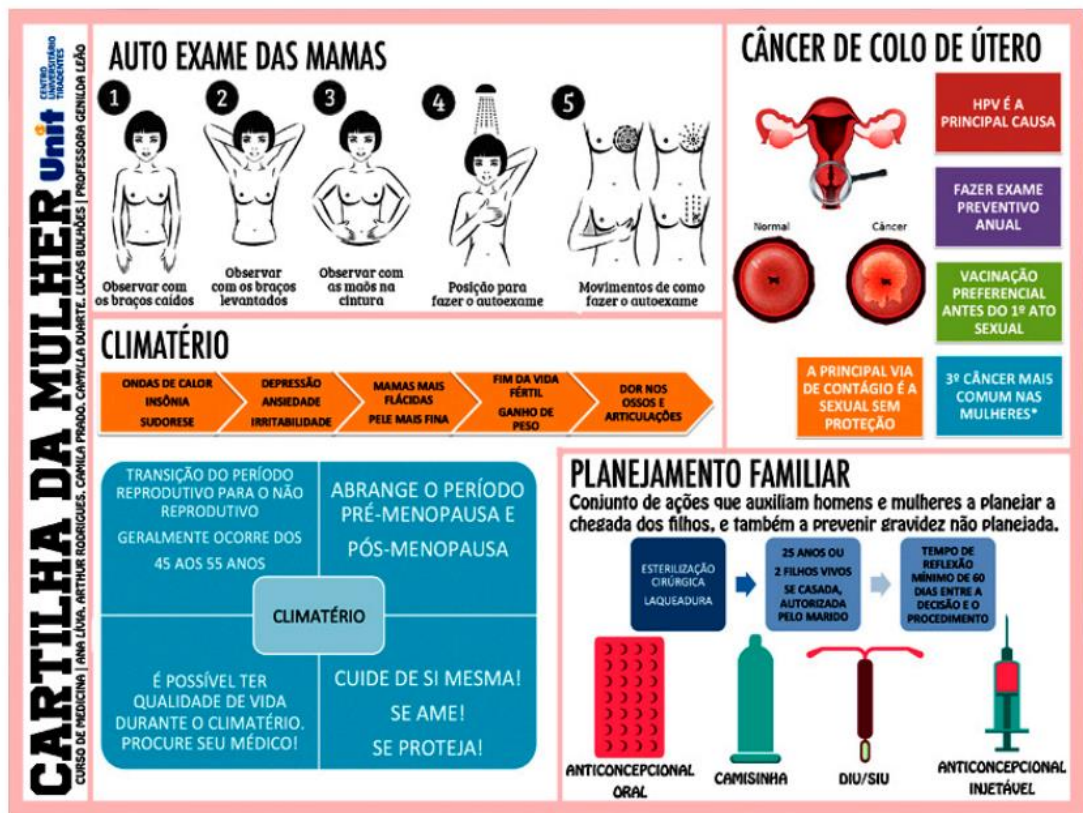 CARTILHA DA MULHER
Unit
CENTRO
UNIVERSITÁRIO
TIRADENTES
CURSO DE MEDICINA | ANA LÍVIA, ARTHUR RODRIGUES, CAMILA PRADO, CAMYLLA DUARTE, LUCAS BULHÕES | PROFESSORA GENILDA LEÃO
AUTO EXAME DAS MAMAS
1
2
3
4
5
Observar com
os braços caídos
Observar
com os braços
levantados
Observar com
as maõs na
cintura
Posição para
fazer o autoexame
Movimentos de como
fazer o autoexame
CÂNCER DE COLO DE ÚTERO
Normal
Câncer
HPV É A
PRINCIPAL CAUSA
FAZER EXAME
PREVENTIVO
ANUAL
VACINAÇÃO
PREFERENCIAL
ANTES DO 1º ATO
SEXUAL
A PRINCIPAL VIA
DE CONTÁGIO É A
SEXUAL SEM
PROTEÇÃO
3º CÂNCER MAIS
COMUM NAS
MULHERES*
CLIMATÉRIO
ONDAS DE CALOR
INSÔNIA
SUDORESE
DEPRESSÃO
ANSIEDADE
IRRITABILIDADE
MAMAS MAIS
FLÁCIDAS
PELE MAIS FINA
FIM DA VIDA
FÉRTIL
GANHO DE
PESO
DOR NOS
OSSOS E
ARTICULAÇÕES
TRANSIÇÃO DO PERÍODO
REPRODUTIVO PARA O NÃO
REPRODUTIVO
GERALMENTE OCORRE DOS
45 AOS 55 ANOS
ABRANGE O PERÍODO
PRÉ-MENOPAUSA E
PÓS-MENOPAUSA
CLIMATÉRIO
É POSSÍVEL TER
QUALIDADE DE VIDA
DURANTE O CLIMATÉRIO.
PROCURE SEU MÉDICO!
CUIDE DE SI MESMA!
SE AME!
SE PROTEJA!
PLANEJAMENTO FAMILIAR
Conjunto de ações que auxiliam homens e mulheres a planejar a
chegada dos filhos, e também a prevenir gravidez não planejada.
ESTERILIZAÇÃO
CIRÚRGICA
LAQUEADURA
25 ANOS OU
2 FILHOS VIVOS
SE CASADA,
AUTORIZADA
PELO MARIDO
TEMPO DE
REFLEXÃO
MÍNIMO DE 60
DIAS ENTRE A
DECISÃO E O
PROCEDIMENTO
ANTICONCEPCIONAL
ORAL
CAMISINHA
DIU/SIU
ANTICONCEPCIONAL
INJETÁVEL